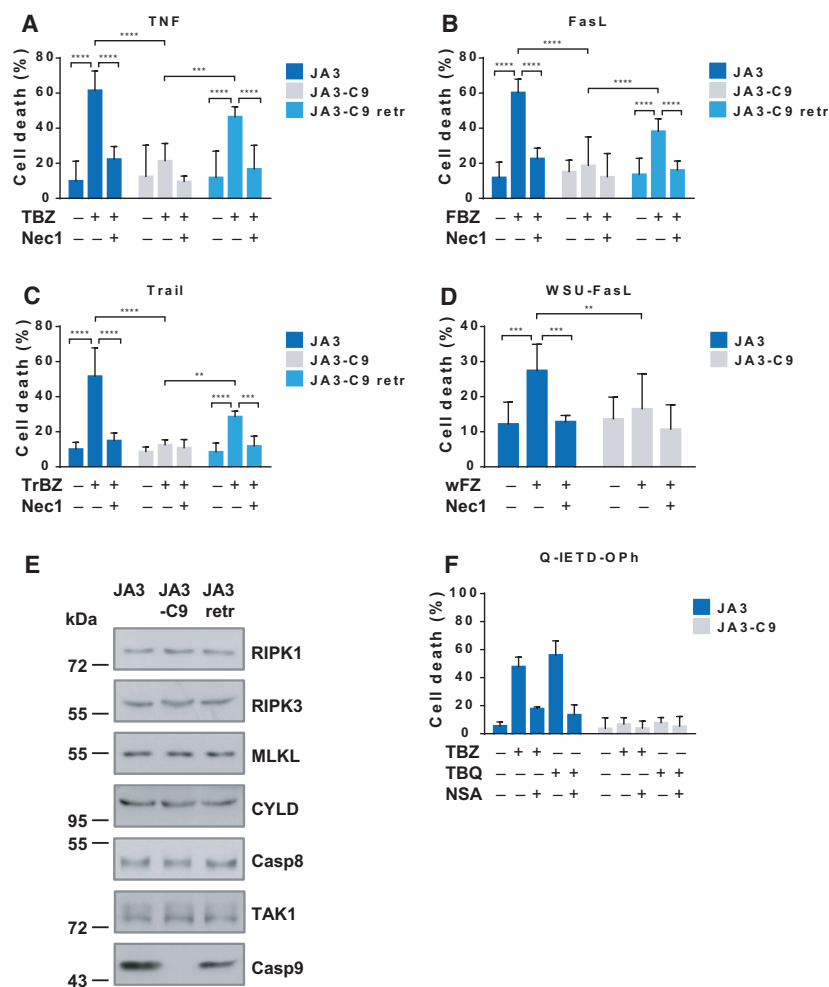 A
TNF
Cell death (%)
80
60
40
20
0
**** **** **** *** **** ****
JA3
JA3-C9
JA3-C9 retr
TBZ – + + – + + – + +
Nec1 – – + – – + – – +
B
FasL
Cell death (%)
80
60
40
20
0
**** **** **** **** **** ****
JA3
JA3-C9
JA3-C9 retr
FBZ – + + – + + – + +
Nec1 – – + – – + – – +
C
Trail
Cell death (%)
80
60
40
20
0
**** **** **** ** **** ***
JA3
JA3-C9
JA3-C9 retr
TrBZ – + + – + + – + +
Nec1 – – + – – + – – +
D
WSU-FasL
Cell death (%)
40
30
20
10
0
*** *** **
JA3
JA3-C9
wFZ – + + – + +
Nec1 – – + – – +
E
JA3 JA3 -C9 JA3 retr
kDa
72
RIPK1
55
RIPK3
55
MLKL
95
CYLD
55
Casp8
72
TAK1
43
Casp9
F
Q-IETD-OPh
Cell death (%)
100
80
60
40
20
0
JA3
JA3-C9
TBZ – + + – – – + + – –
TBQ – – – + + – – – + +
NSA – – + – + – – + – +